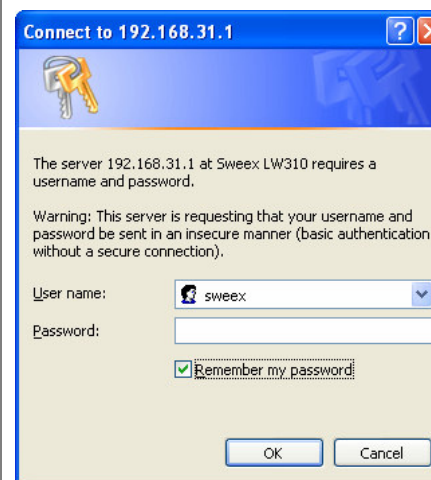 Connect to 192.168.31.1
The server 192.168.31.1 at Sweex LW310 requires a
username and password.
Warning: This server is requesting that your username and
password be sent in an insecure manner (basic authentication
without a secure connection).
User name:
sweex
Password:
Remember my password
OK
Cancel